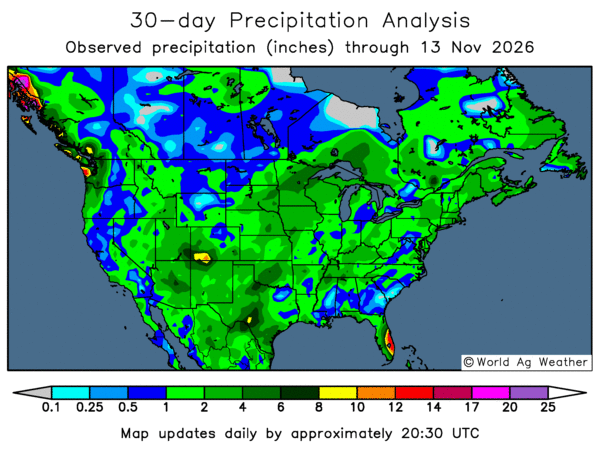 30-day Precipitation Analysis
Observed precipitation (inches) through 13 Nov 2026
© World Ag Weather
0.1 0.25 0.5 1 2 4 6 8 10 12 14 17 20 25
Map updates daily by approximately 20:30 UTC